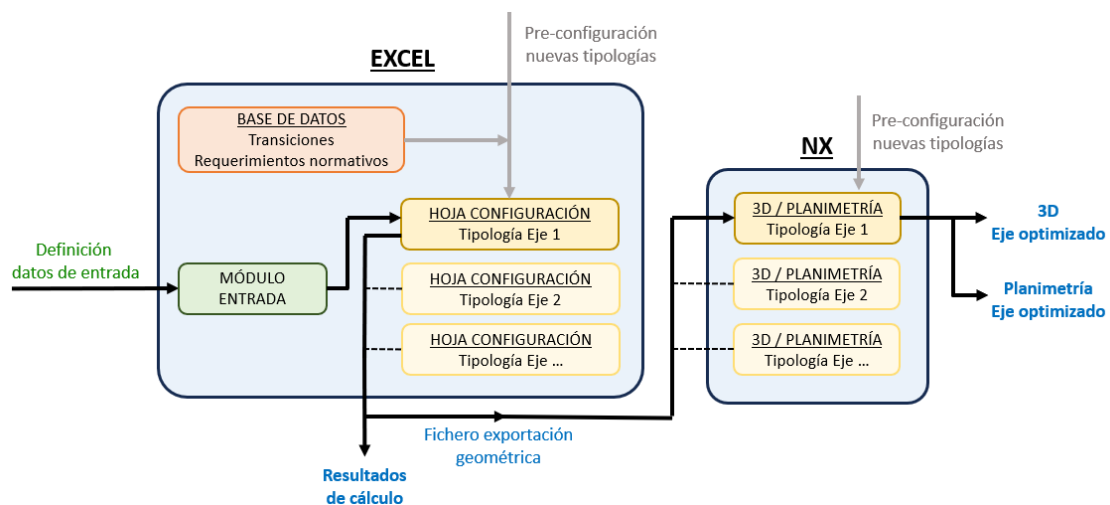 Pre-configuración
nuevas tipologías
EXCEL
BASE DE DATOS
Transiciones
Requerimientos normativos
HOJA CONFIGURACIÓN
Tipología Eje 1
Definición
datos de entrada
MÓDULO
ENTRADA
HOJA CONFIGURACIÓN
Tipología Eje 2
HOJA CONFIGURACIÓN
Tipología Eje ...
Fichero exportación
geométrica
Resultados
de cálculo
Pre-configuración
nuevas tipologías
NX
3D / PLANIMETRÍA
Tipología Eje 1
3D / PLANIMETRÍA
Tipología Eje 2
3D / PLANIMETRÍA
Tipología Eje ...
3D
Eje optimizado
Planimetría
Eje optimizado